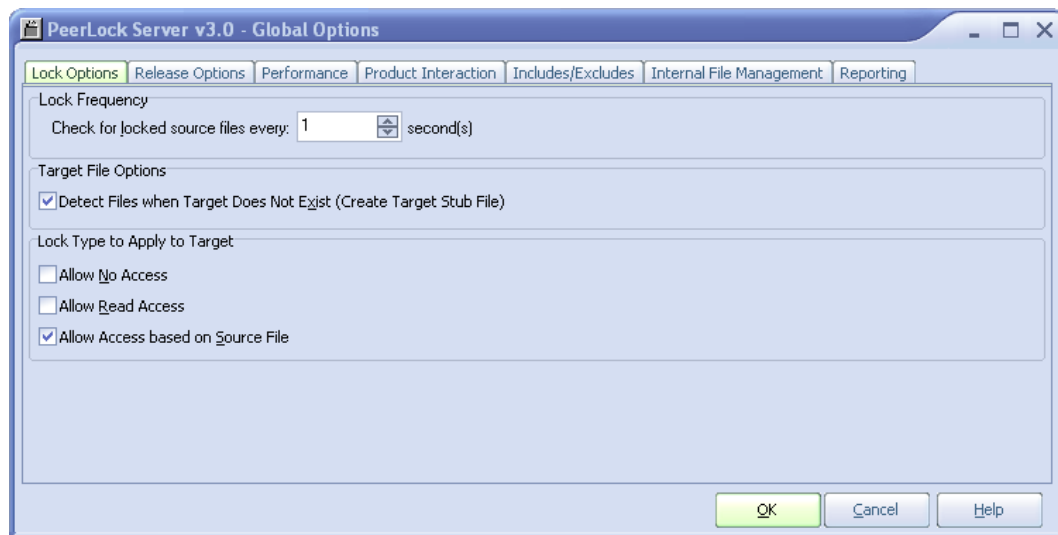 PeerLock Server v3.0 - Global Options
Lock Options Release Options Performance Product Interaction Includes/Excludes Internal File Management Reporting
Lock Frequency
Check for locked source files every: 1 second(s)
Target File Options
Detect Files when Target Does Not Exist (Create Target Stub File)
Lock Type to Apply to Target
Allow No Access
Allow Read Access
Allow Access based on Source File
OK Cancel Help